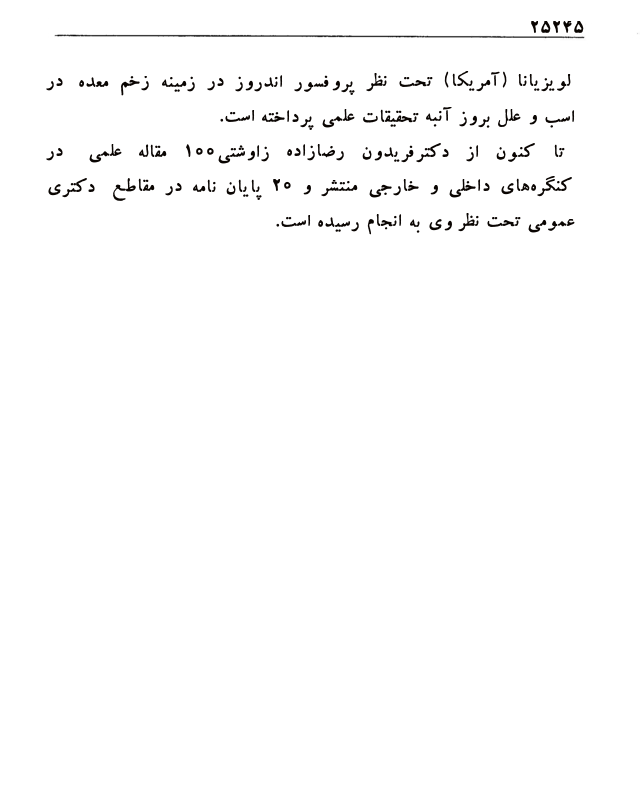 ۲۵۲۴۵
لویزیانا (آمریکا) تحت نظر پروفسور اندروز در زمینه زخم معده در
اسب و علل بروز آنبه تحقیقات علمی پرداخته است.
تا کنون از دکترفریدون رضازاده زاوشتی۱۰۰ مقاله علمی در
کنگره‌های داخلی و خارجی منتشر و ۲۰ پایان نامه در مقاطع دکتری
عمومی تحت نظر وی به انجام رسیده است.